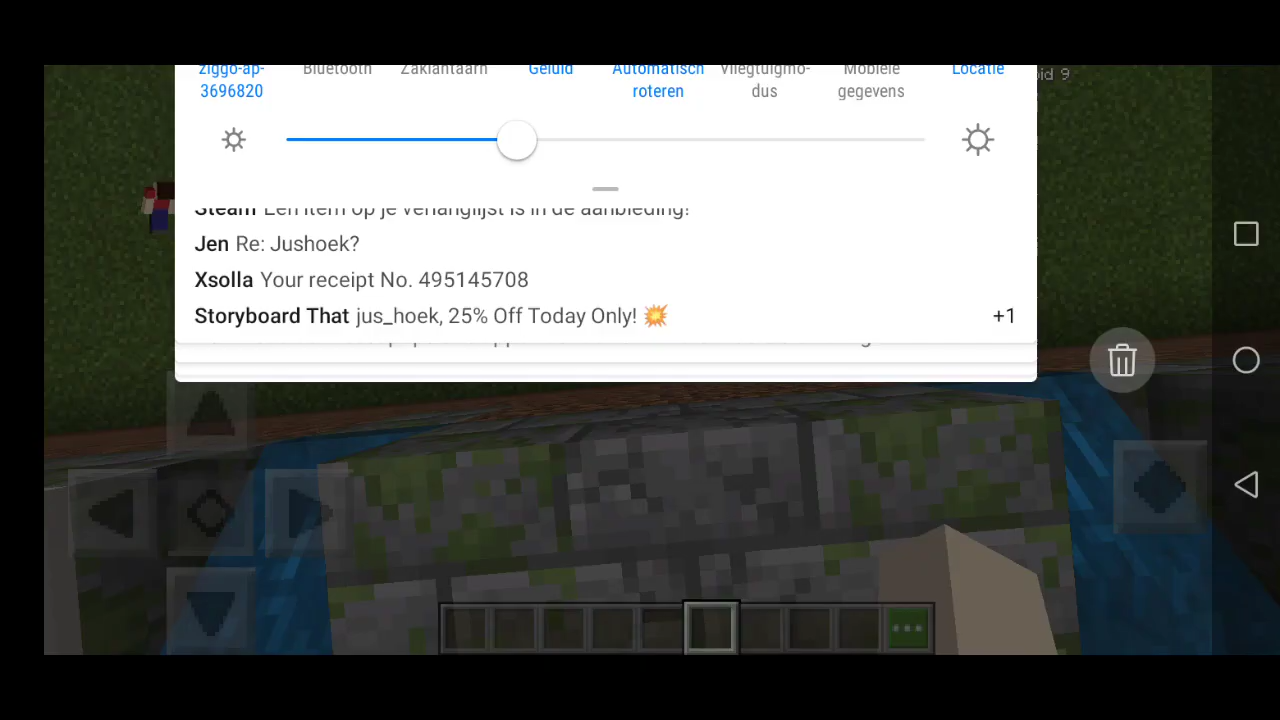 ziggo-ap-
3696820
Bluetooth
Zaklantaarn
Geluid
Automatisch
roteren
Vliegtuigmo-
dus
Mobiele
gegevens
Locatie
oid 9
Steam Een item op je verlanglijst is in de aanbieding!
Jen Re: Jushoek?
Xsolla Your receipt No. 495145708
Storyboard That jus_hoek, 25% Off Today Only! 💥 +1